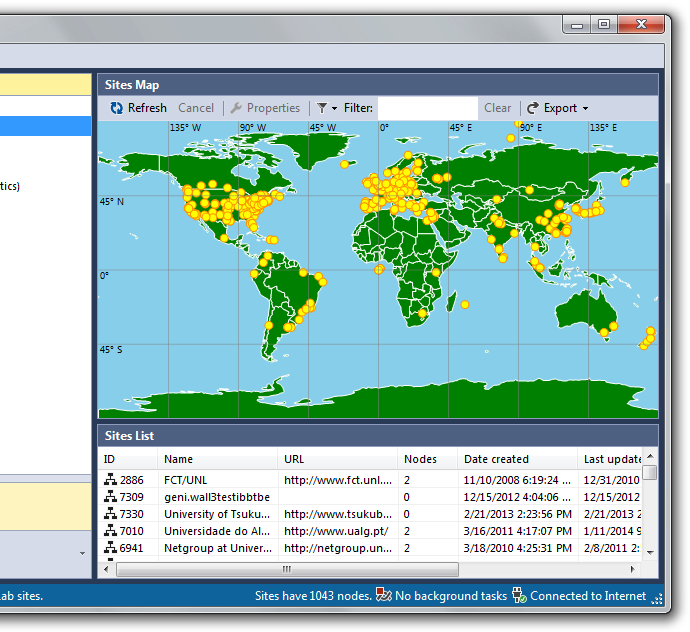 Sites Map
Refresh Cancel Properties Filter: Clear Export
135° W 90° W 45° W 0° 45° E 90° E 135° E
tics)
45° N
0°
45° S
Sites List
ID Name URL Nodes Date created Last update
2886 FCT/UNL http://www.fct.unl.... 2 11/10/2008 6:19:24 ... 12/31/2010
7309 geni.wall3testibbtbe 0 12/15/2012 4:04:06 ... 12/15/2012
7330 University of Tsuku... http://www.tsukub... 0 2/21/2013 2:23:56 PM 2/21/2013 2
7010 Universidade do Al... http://www.ualg.pt/ 2 3/16/2011 4:17:07 PM 1/11/2014 9
6941 Netgroup at Univer... http://netgroup.un... 2 3/18/2010 4:25:31 PM 2/8/2011 2:
ab sites. Sites have 1043 nodes. No background tasks Connected to Internet